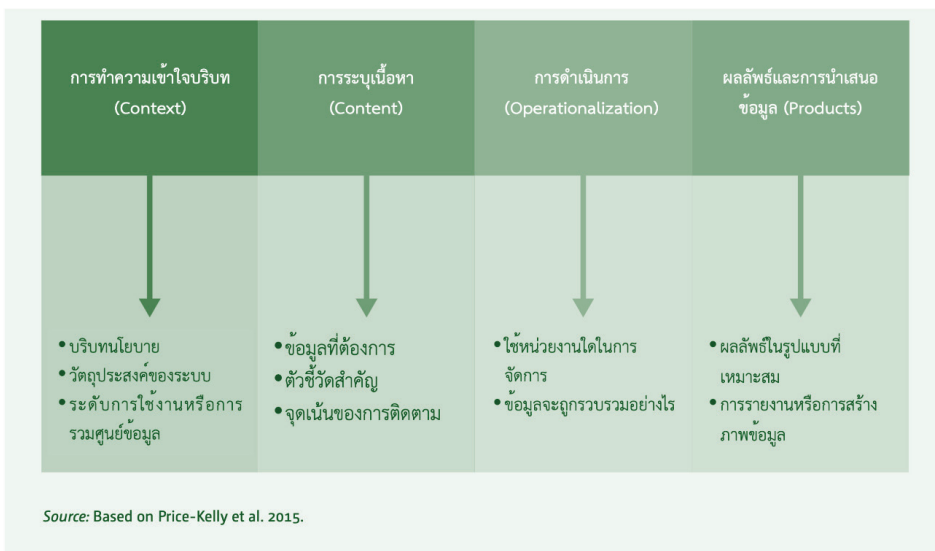 การทำความเข้าใจบริบท
(Context)
การระบุเนื้อหา
(Content)
การดำเนินการ
(Operationalization)
ผลลัพธ์และการนำเสนอ
ข้อมูล (Products)
• บริบทนโยบาย
• วัตถุประสงค์ของระบบ
• ระดับการใช้งานหรือการ
รวมศูนย์ข้อมูล
• ข้อมูลที่ต้องการ
• ตัวชี้วัดสำคัญ
• จุดเน้นของการติดตาม
• ใช้หน่วยงานใดในการ
จัดการ
• ข้อมูลจะถูกรวบรวมอย่างไร
• ผลลัพธ์ในรูปแบบที่
เหมาะสม
• การรายงานหรือการสร้าง
ภาพข้อมูล
Source: Based on Price-Kelly et al. 2015.